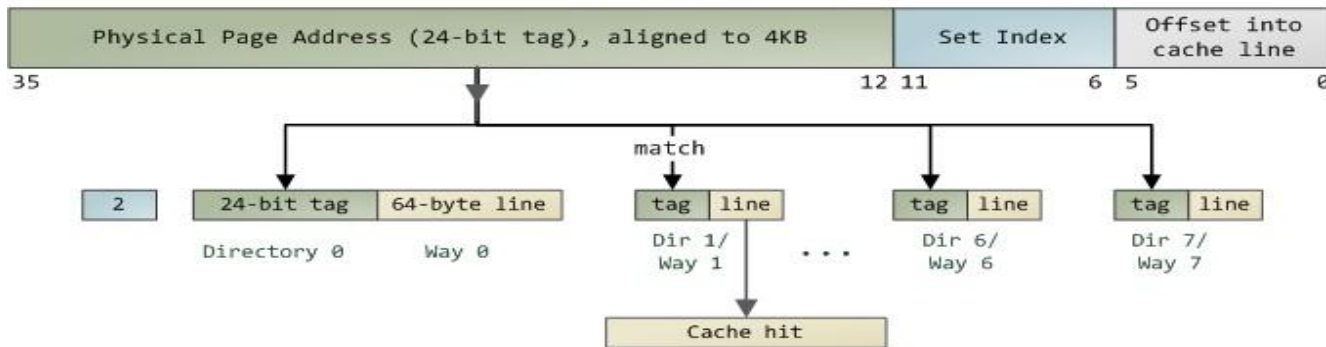 Physical Page Address (24-bit tag), aligned to 4KB
Set Index
Offset into
cache line
35
12
11
6
5
0
match
2
24-bit tag
64-byte line
tag
line
tag
line
tag
line
Directory 0
Way 0
Dir 1/
Way 1
...
Dir 6/
Way 6
Dir 7/
Way 7
Cache hit